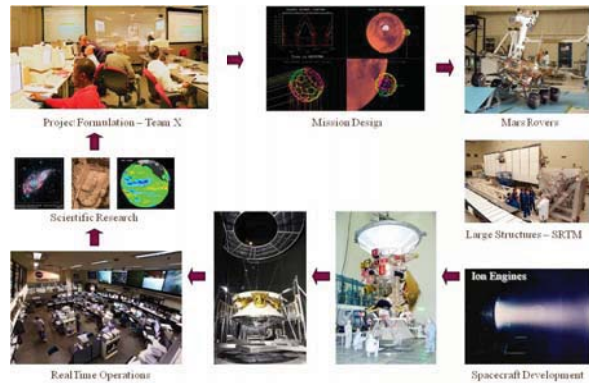 Project Formulation – Team X
Mission Design
Mars Rovers
Scientific Research
Large Structures – SRTM
Ion Engines
Real Time Operations
Spacecraft Development